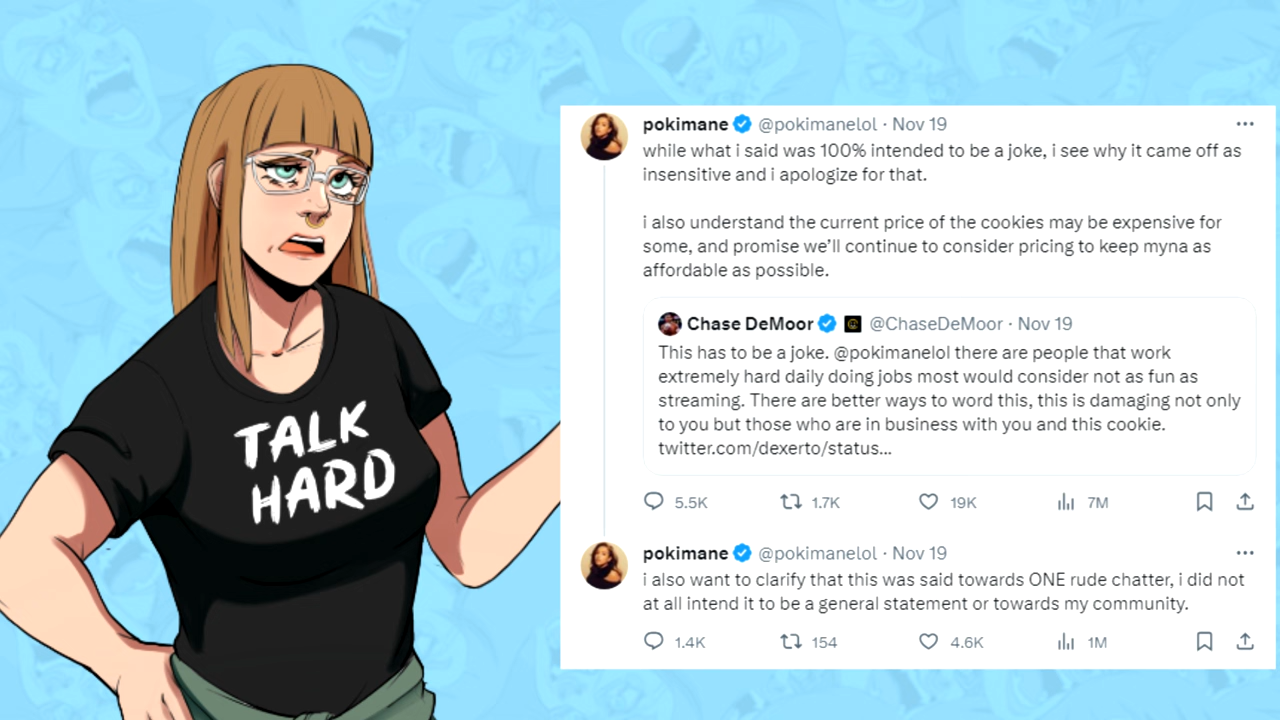 TALK
HARD
pokimane @pokimanelol · Nov 19
while what i said was 100% intended to be a joke, i see why it came off as
insensitive and i apologize for that.
i also understand the current price of the cookies may be expensive for
some, and promise we'll continue to consider pricing to keep myna as
affordable as possible.
Chase DeMoor @ChaseDeMoor · Nov 19
This has to be a joke. @pokimanelol there are people that work
extremely hard daily doing jobs most would consider not as fun as
streaming. There are better ways to word this, this is damaging not only
to you but those who are in business with you and this cookie.
twitter.com/dexerto/status...
5.5K 1.7K 19K 7M
pokimane @pokimanelol · Nov 19
i also want to clarify that this was said towards ONE rude chatter, i did not
at all intend it to be a general statement or towards my community.
1.4K 154 4.6K 1M